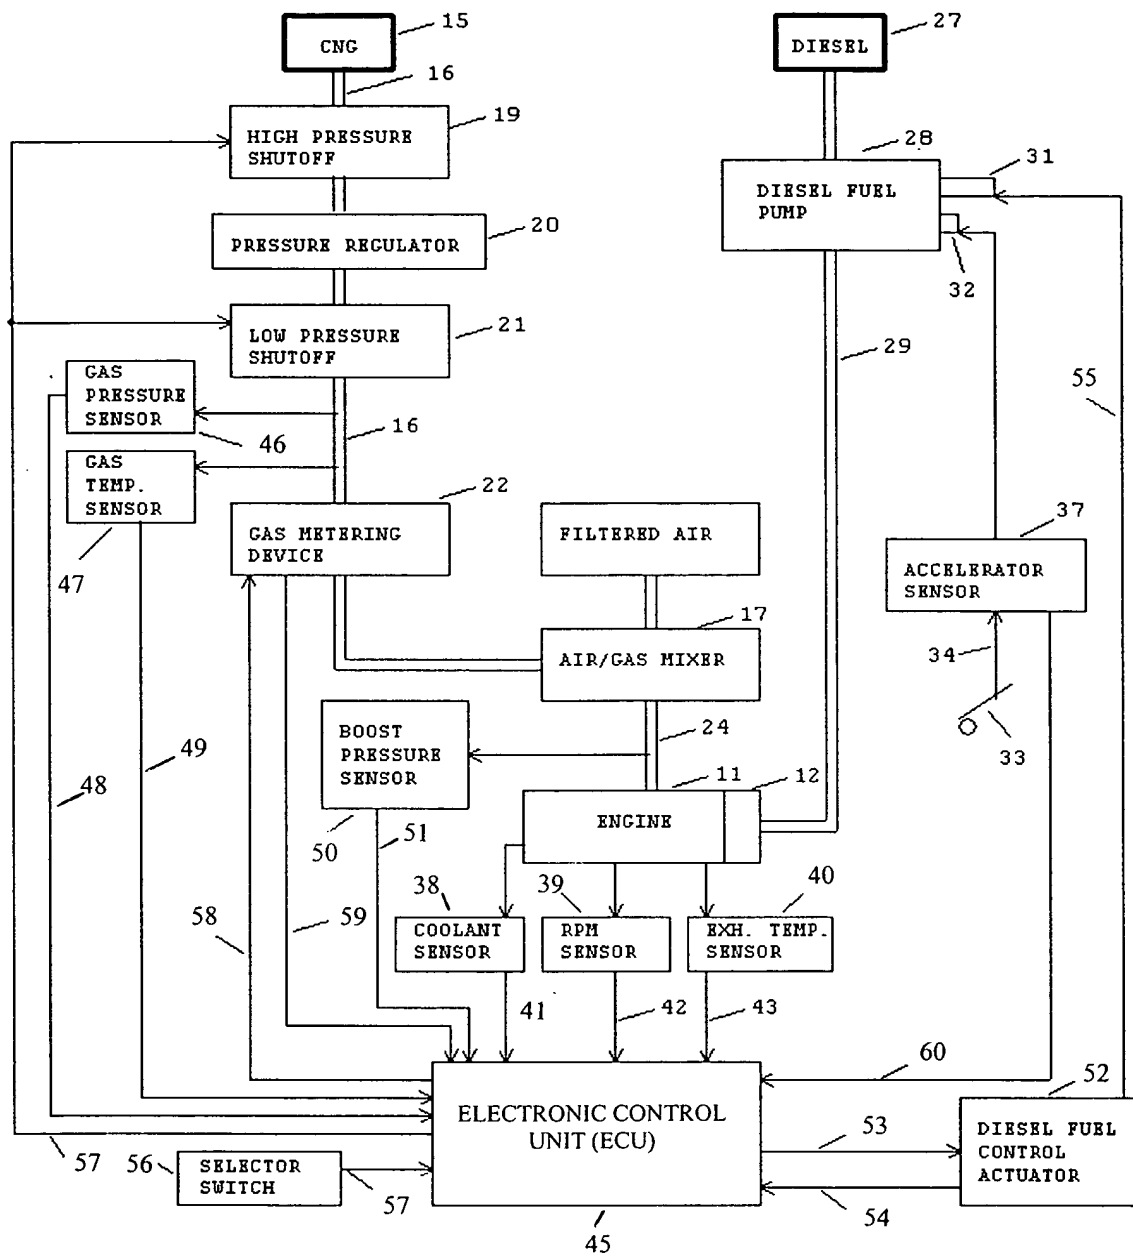 15
27
CNG
DIESEL
16
19
HIGH PRESSURE
SHUTOFF
28
31
DIESEL FUEL
PUMP
20
PRESSURE REGULATOR
32
21
LOW PRESSURE
SHUTOFF
29
GAS
PRESSURE
SENSOR
55
46
16
GAS
TEMP.
SENSOR
22
37
GAS METERING
DEVICE
FILTERED AIR
ACCELERATOR
SENSOR
47
17
AIR/GAS MIXER
34
BOOST
PRESSURE
SENSOR
24
33
49
48
11
12
ENGINE
50
51
38
39
40
58
59
COOLANT
SENSOR
RPM
SENSOR
EXH. TEMP.
SENSOR
41
42
43
60
52
ELECTRONIC CONTROL
UNIT (ECU)
DIESEL FUEL
CONTROL
ACTUATOR
53
57
56
SELECTOR
SWITCH
57
54
45